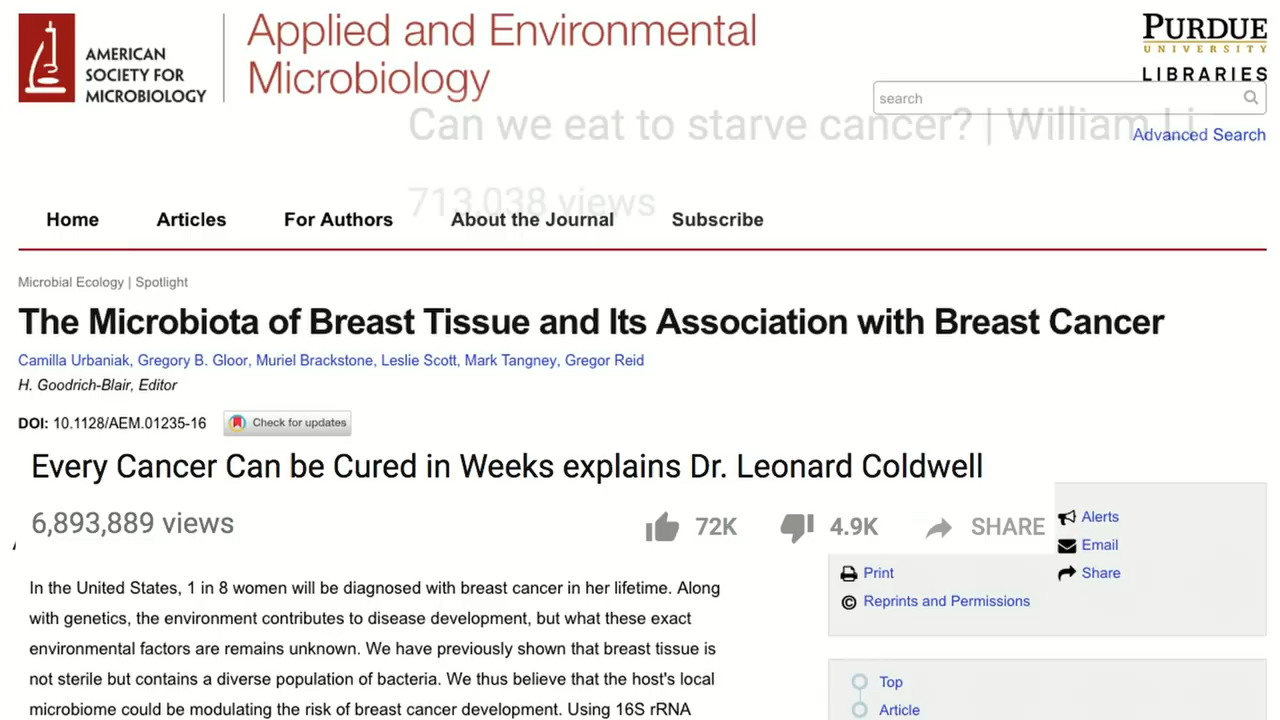 AMERICAN
SOCIETY FOR
MICROBIOLOGY
Applied and Environmental
Microbiology
PURDUE
UNIVERSITY
LIBRARIES
search
Can we eat to starve cancer? | William Li
Advanced Search
713,038 views
Home
Articles
For Authors
About the Journal
Subscribe
Microbial Ecology | Spotlight
The Microbiota of Breast Tissue and Its Association with Breast Cancer
Camilla Urbaniak, Gregory B. Gloor, Muriel Brackstone, Leslie Scott, Mark Tangney, Gregor Reid
H. Goodrich-Blair, Editor
DOI: 10.1128/AEM.01235-16
Check for updates
Every Cancer Can be Cured in Weeks explains Dr. Leonard Coldwell
6,893,889 views
72K
4.9K
SHARE
In the United States, 1 in 8 women will be diagnosed with breast cancer in her lifetime. Along
with genetics, the environment contributes to disease development, but what these exact
environmental factors are remains unknown. We have previously shown that breast tissue is
not sterile but contains a diverse population of bacteria. We thus believe that the host's local
microbiome could be modulating the risk of breast cancer development. Using 16S rRNA
Alerts
Email
Print
Share
Reprints and Permissions
Top
Article